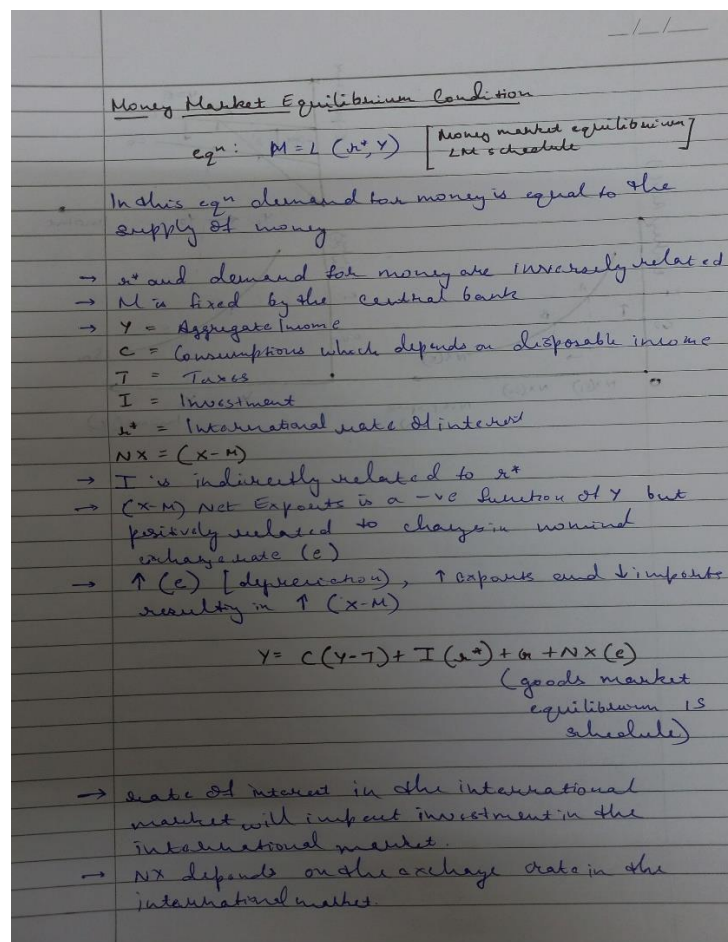 __/__/__
Money Market Equilibrium Condition
eqⁿ: M = L (r*, Y) [Money market equilibrium
LM schedule]
In this eqⁿ demand for money is equal to the
supply of money
→ r* and demand for money are inversely related
→ M is fixed by the central bank
→ Y = Aggregate Income
C = Consumptions which depends on disposable income
T = Taxes
I = Investment
r* = International rate of interest
NX = (X-M)
→ I is indirectly related to r*
→ (X-M) Net Exports is a -ve function of Y but
positively related to change in nominal
exchange rate (e)
→ ↑ (e) [depreciation), ↑ exports and ↓ imports
resulting in ↑ (X-M)
Y = C(Y-T) + I(r*) + G + NX(e)
(goods market
equilibrium IS
schedule)
→ rate of interest in the international
market will impact investment in the
international market.
→ NX depends on the exchage rate in the
international market.